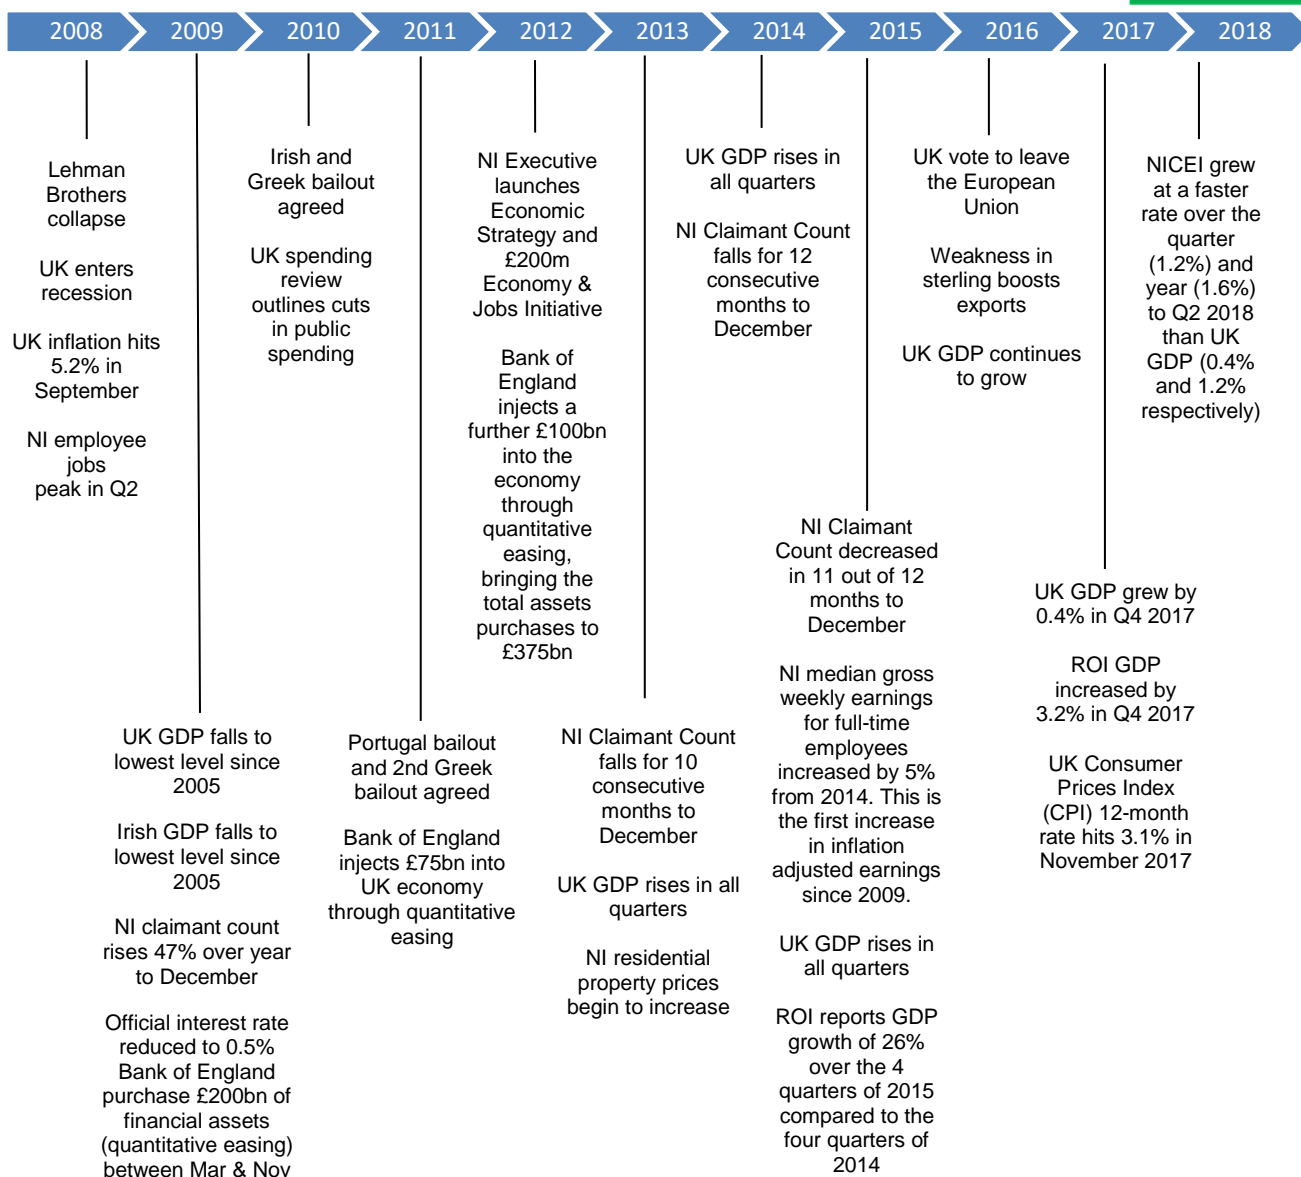 2008
2009
2010
2011
2012
2013
2014
2015
2016
2017
2018
Lehman
Brothers
collapse
UK enters
recession
UK inflation hits
5.2% in
September
NI employee
jobs
peak in Q2
UK GDP falls to
lowest level since
2005
Irish GDP falls to
lowest level since
2005
NI claimant count
rises 47% over year
to December
Official interest rate
reduced to 0.5%
Bank of England
purchase £200bn of
financial assets
(quantitative easing)
between Mar & Nov
Irish and
Greek bailout
agreed
UK spending
review
outlines cuts
in public
spending
Portugal bailout
and 2nd Greek
bailout agreed
Bank of England
injects £75bn into
UK economy
through quantitative
easing
NI Executive
launches
Economic
Strategy and
£200m
Economy &
Jobs Initiative
Bank of
England
injects a
further £100bn
into the
economy
through
quantitative
easing,
bringing the
total assets
purchases to
£375bn
NI Claimant Count
falls for 10
consecutive
months to
December
UK GDP rises in all
quarters
NI residential
property prices
begin to increase
UK GDP rises in
all quarters
NI Claimant Count
falls for 12
consecutive
months to
December
NI Claimant
Count decreased
in 11 out of 12
months to
December
NI median gross
weekly earnings
for full-time
employees
increased by 5%
from 2014. This is
the first increase
in inflation
adjusted earnings
since 2009.
UK GDP rises in
all quarters
ROI reports GDP
growth of 26%
over the 4
quarters of 2015
compared to the
four quarters of
2014
UK vote to leave
the European
Union
Weakness in
sterling boosts
exports
UK GDP continues
to grow
UK GDP grew by
0.4% in Q4 2017
ROI GDP
increased by
3.2% in Q4 2017
UK Consumer
Prices Index
(CPI) 12-month
rate hits 3.1% in
November 2017
NICEI grew
at a faster
rate over the
quarter
(1.2%) and
year (1.6%)
to Q2 2018
than UK
GDP (0.4%
and 1.2%
respectively)